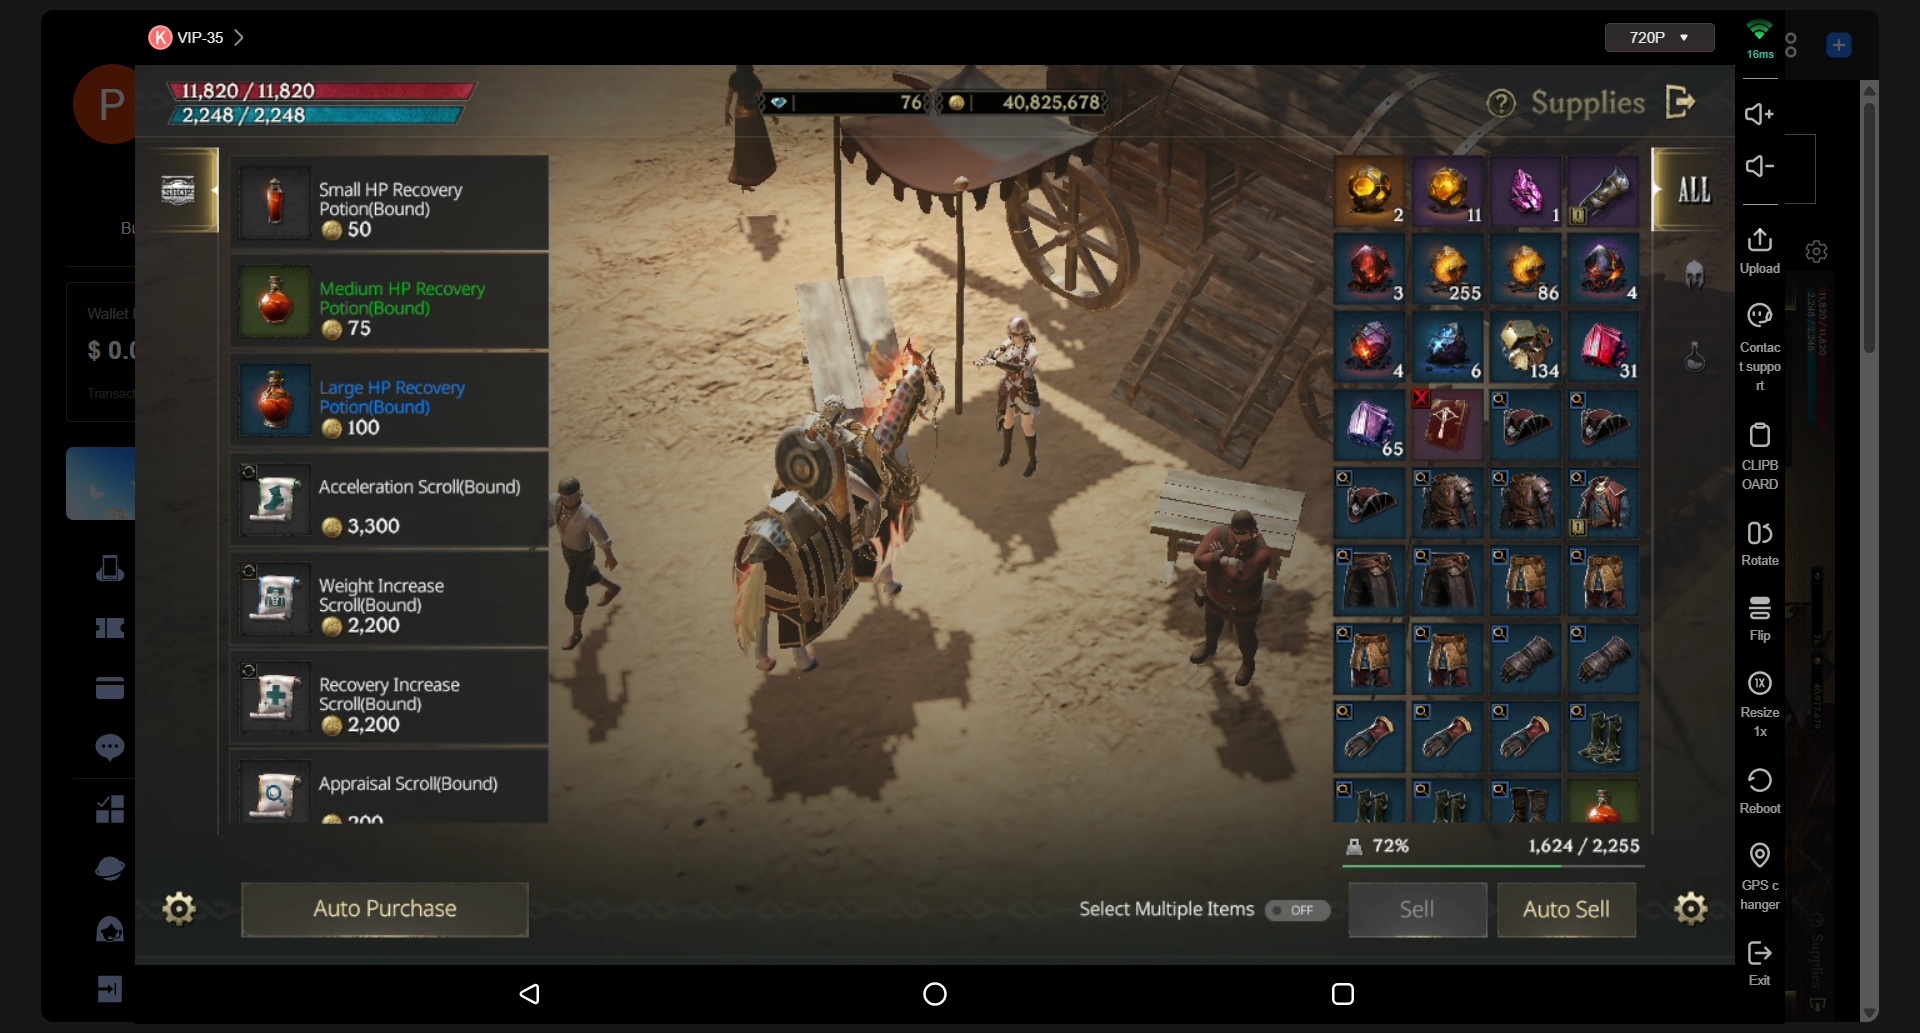 VIP-35
720P
16ms
P
11,820 / 11,820
2,248 / 2,248
76
40,825,678
Supplies
SHOP
Small HP Recovery
Potion(Bound)
50
Medium HP Recovery
Potion(Bound)
75
Large HP Recovery
Potion(Bound)
100
Acceleration Scroll(Bound)
3,300
Weight Increase
Scroll(Bound)
2,200
Recovery Increase
Scroll(Bound)
2,200
Appraisal Scroll(Bound)
200
2
11
1
3
255
86
4
4
6
134
31
65
ALL
72%
1,624 / 2,255
Auto Purchase
Select Multiple Items
OFF
Sell
Auto Sell
Upload
Contac
t suppo
rt
CLIPB
OARD
Rotate
Flip
1X
Resize
1x
Reboot
GPS c
hanger
Exit
Bu
Wallet
$ 0.0
Transac
K